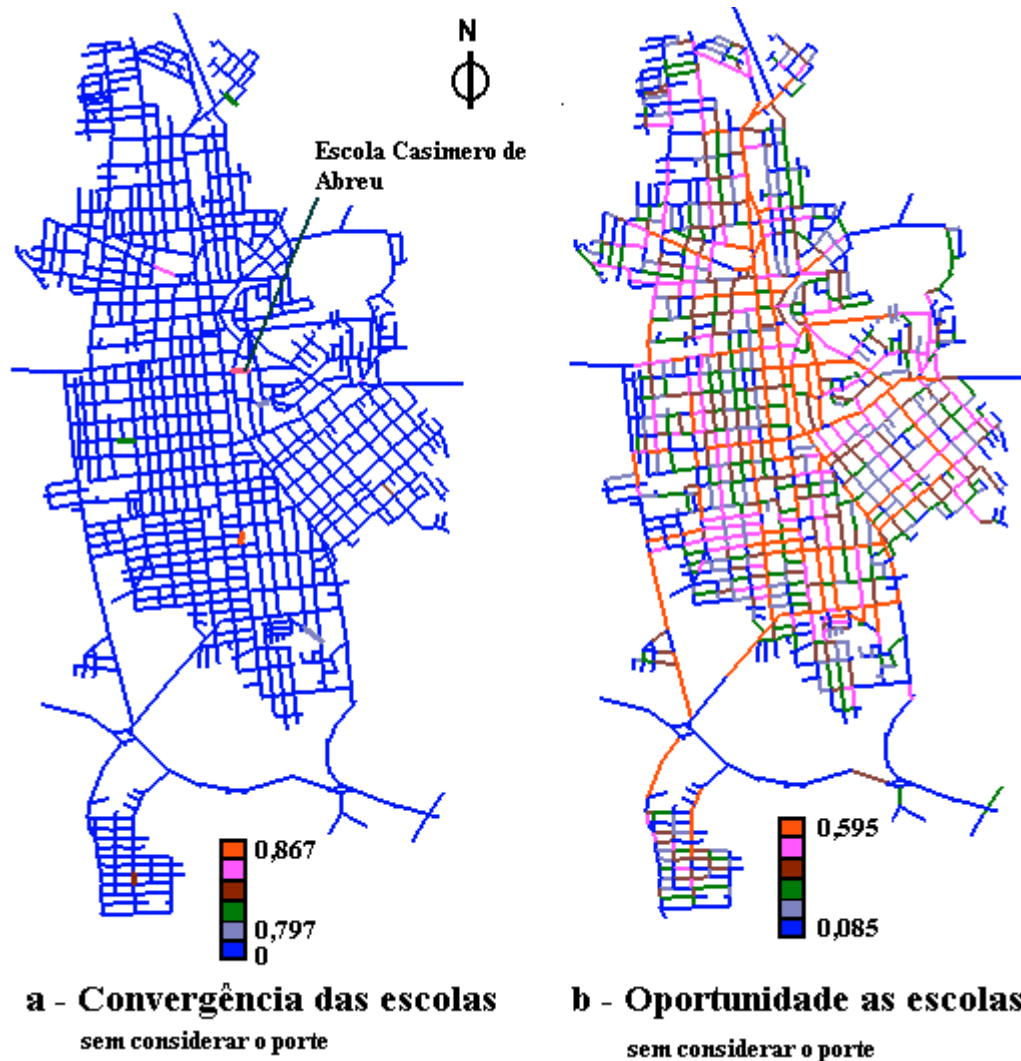 N
Escola Casimero de
Abreu
0,867
0,797
0
0,595
0,085
a - Convergência das escolas
sem considerar o porte
b - Oportunidade as escolas
sem considerar o porte